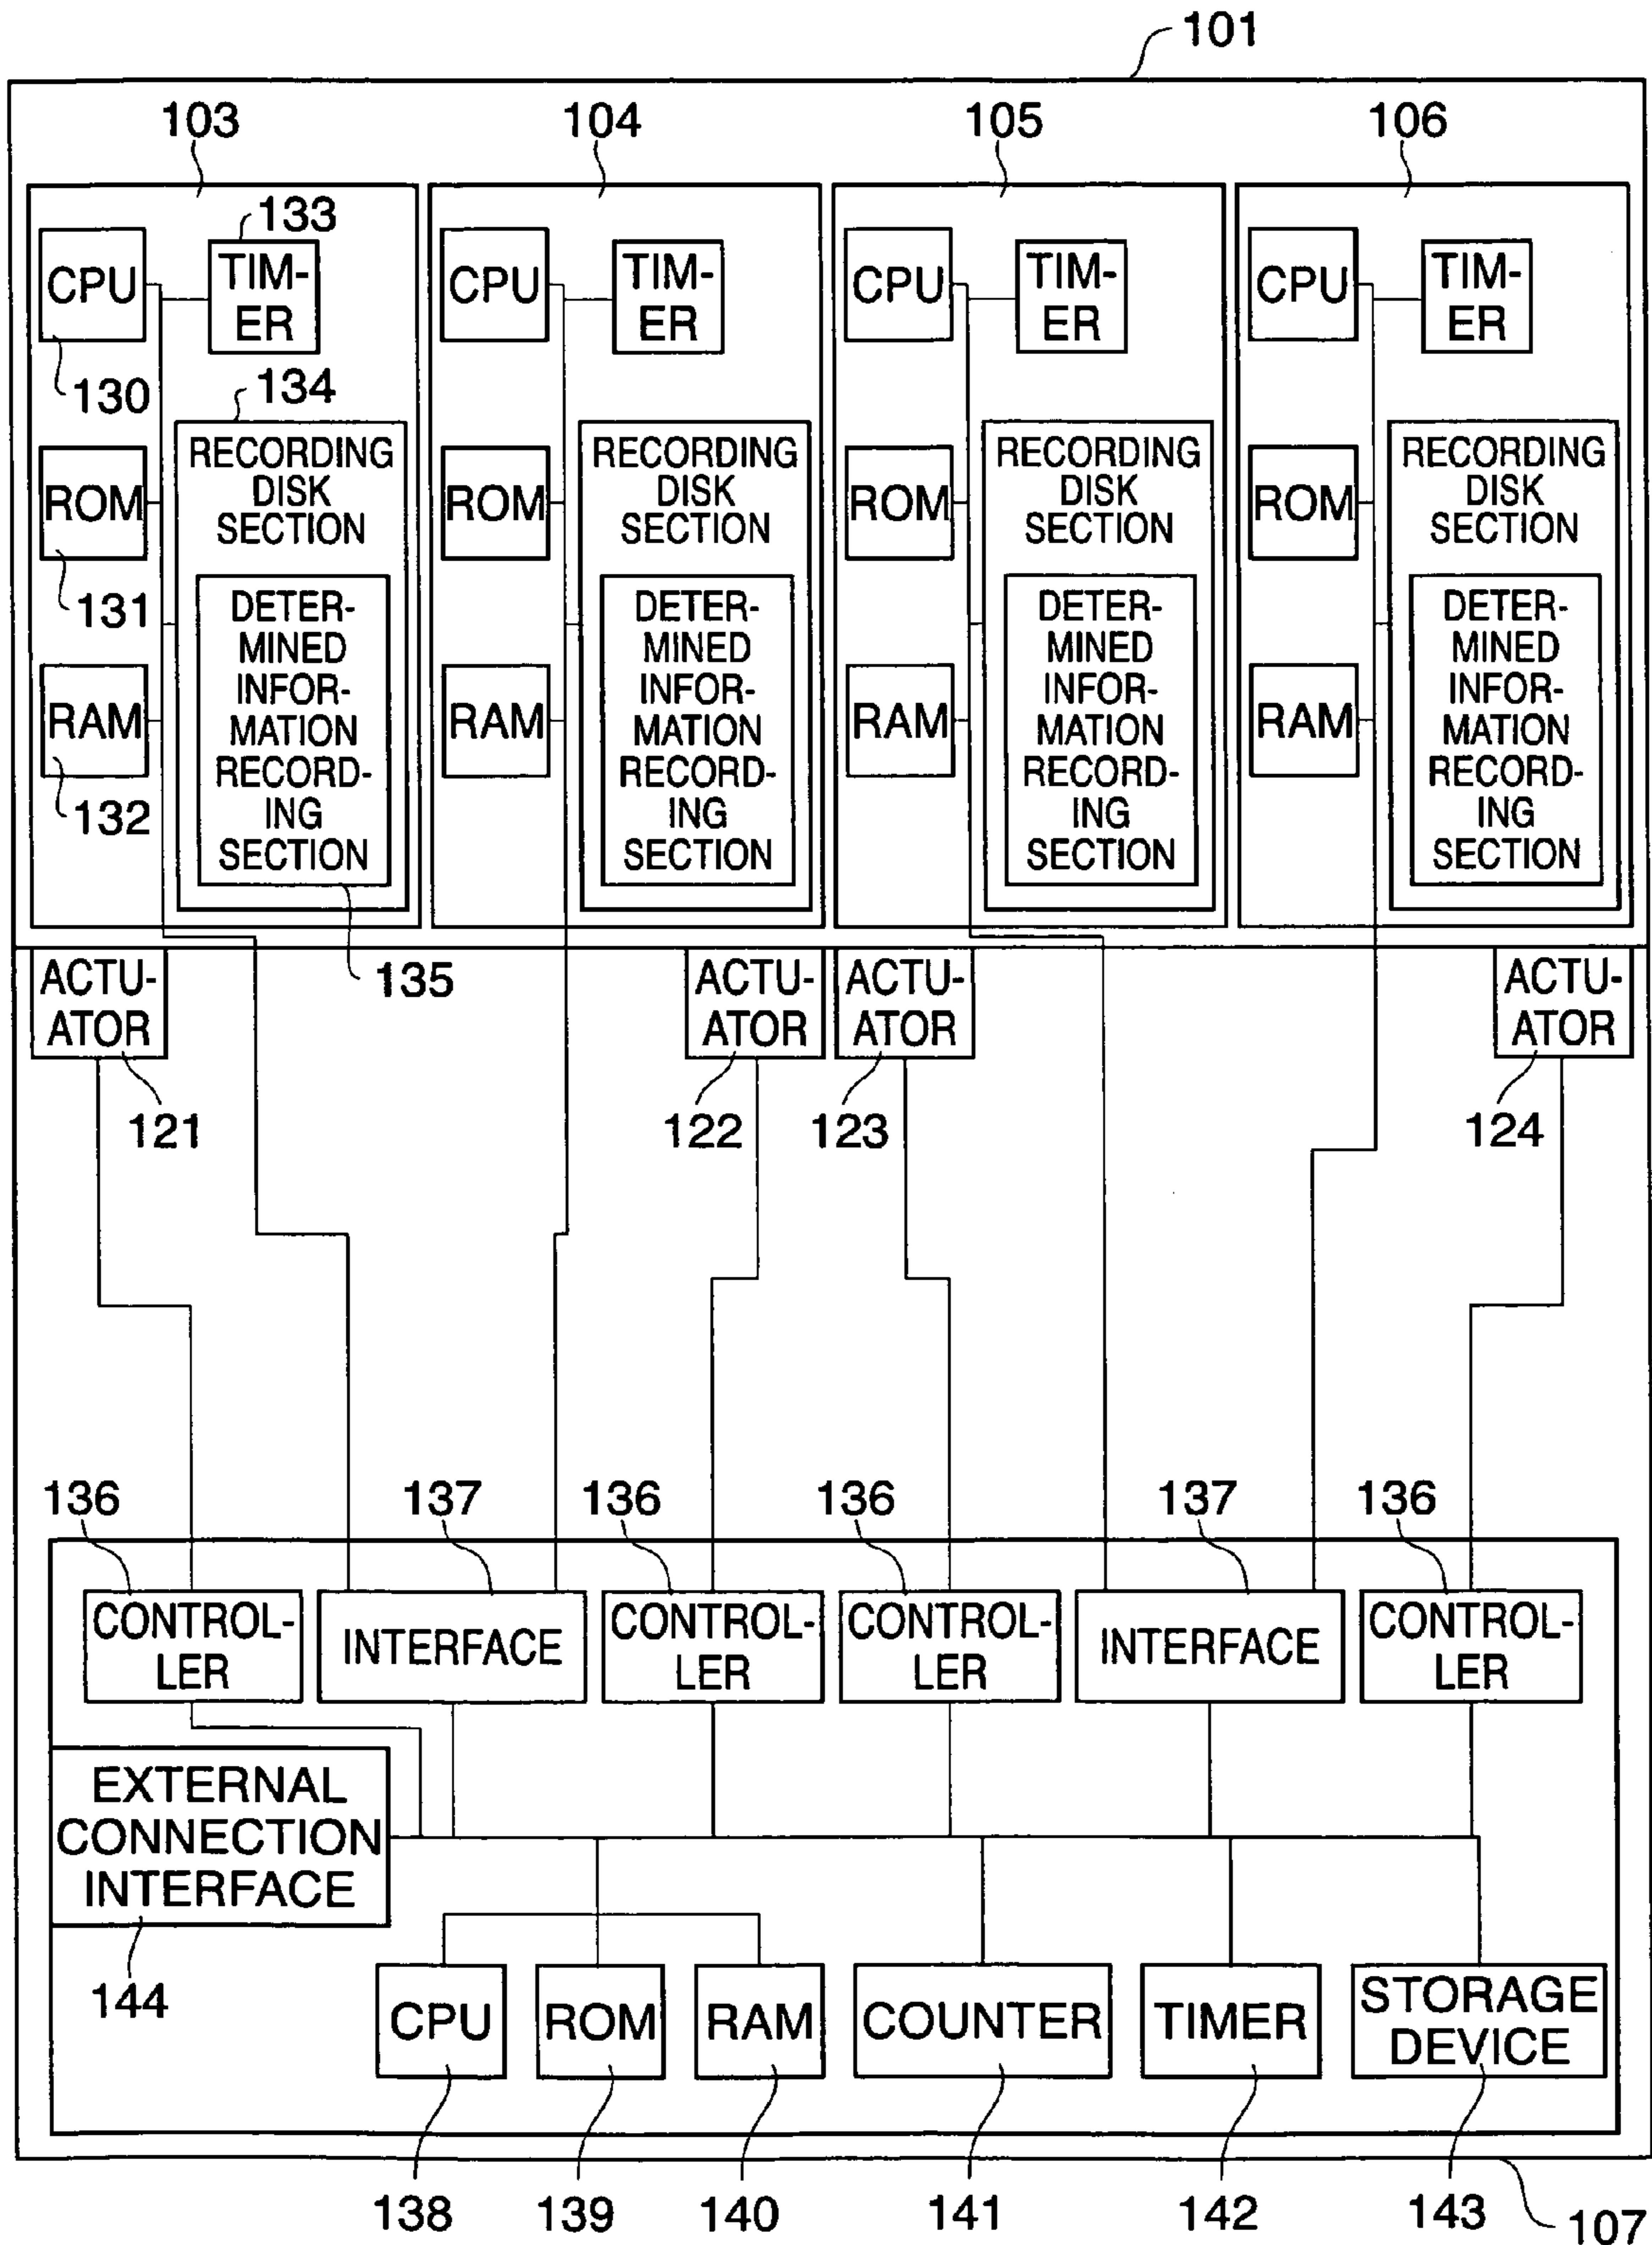 101
103
104
105
106
133
CPU
TIM-
ER
CPU
TIM-
ER
CPU
TIM-
ER
CPU
TIM-
ER
130
134
ROM
131
RAM
132
RECORDING
DISK
SECTION
DETER-
MINED
INFOR-
MATION
RECORD-
ING
SECTION
135
ROM
RAM
RECORDING
DISK
SECTION
DETER-
MINED
INFOR-
MATION
RECORD-
ING
SECTION
ROM
RAM
RECORDING
DISK
SECTION
DETER-
MINED
INFOR-
MATION
RECORD-
ING
SECTION
ROM
RAM
RECORDING
DISK
SECTION
DETER-
MINED
INFOR-
MATION
RECORD-
ING
SECTION
ACTU-
ATOR
121
ACTU-
ATOR
122
ACTU-
ATOR
123
ACTU-
ATOR
124
136
137
136
136
137
136
CONTROL-
LER
INTERFACE
CONTROL-
LER
CONTROL-
LER
INTERFACE
CONTROL-
LER
EXTERNAL
CONNECTION
INTERFACE
144
CPU
ROM
RAM
COUNTER
TIMER
STORAGE
DEVICE
138
139
140
141
142
143
107